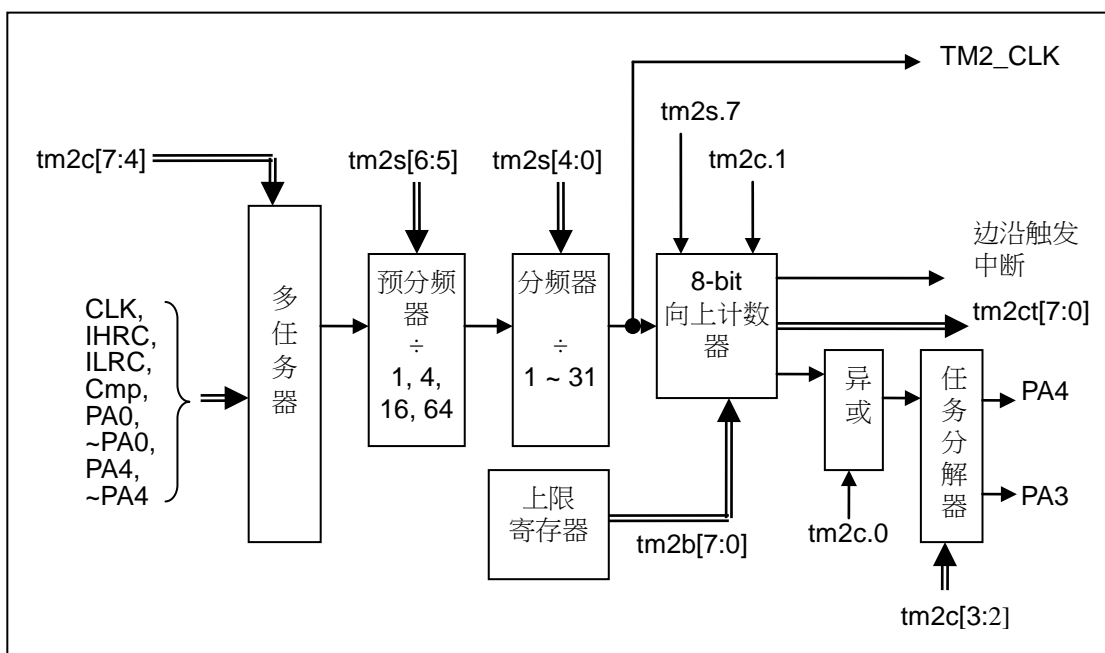 TM2_CLK
tm2s.7
tm2c[7:4]
tm2s[6:5]
tm2s[4:0]
tm2c.1
多
任
务
器
预分频
器
÷
1, 4,
16, 64
分频器
÷
1 ~ 31
8-bit
向上计数
器
边沿触发
中断
tm2ct[7:0]
CLK,
IHRC,
ILRC,
Cmp,
PA0,
~PA0,
PA4,
~PA4
异
或
任
务
分
解
器
PA4
PA3
上限
寄存器
tm2b[7:0]
tm2c.0
tm2c[3:2]